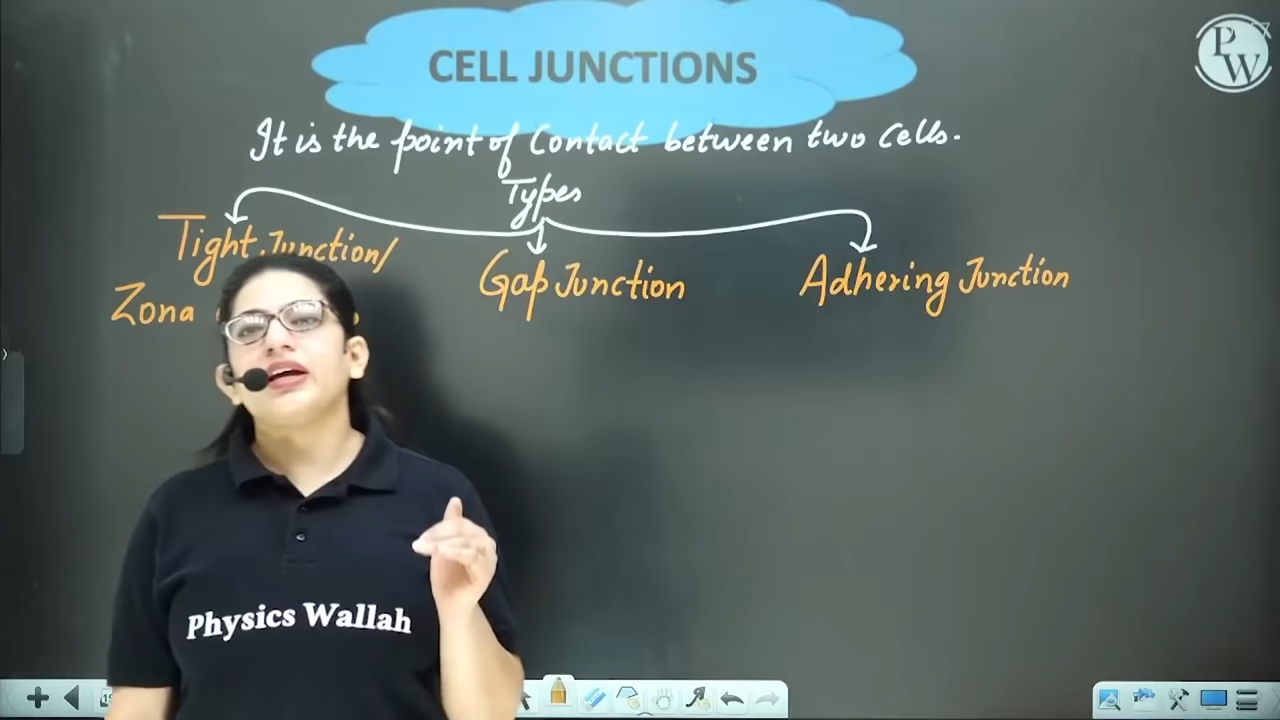 CELL JUNCTIONS
PW
It is the point of Contact between two cells.
Types
Tight Junction/
Gap Junction
Adhering Junction
Zona
Physics Wallah